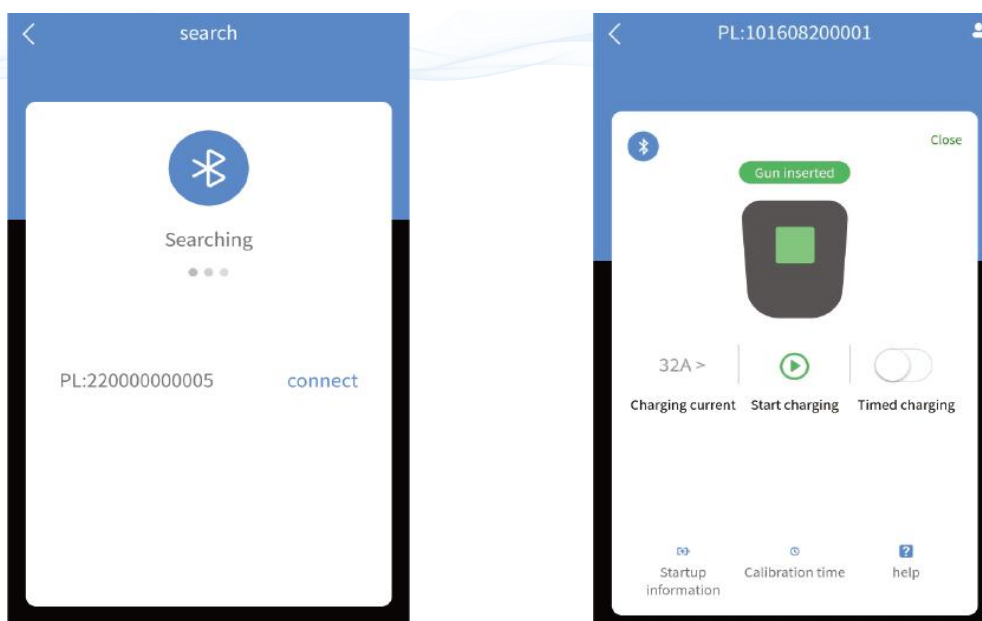 search
Searching
PL:220000000005 connect
PL:101608200001
Close
Gun inserted
32A >
Charging current Start charging Timed charging
Startup
information
Calibration time
help